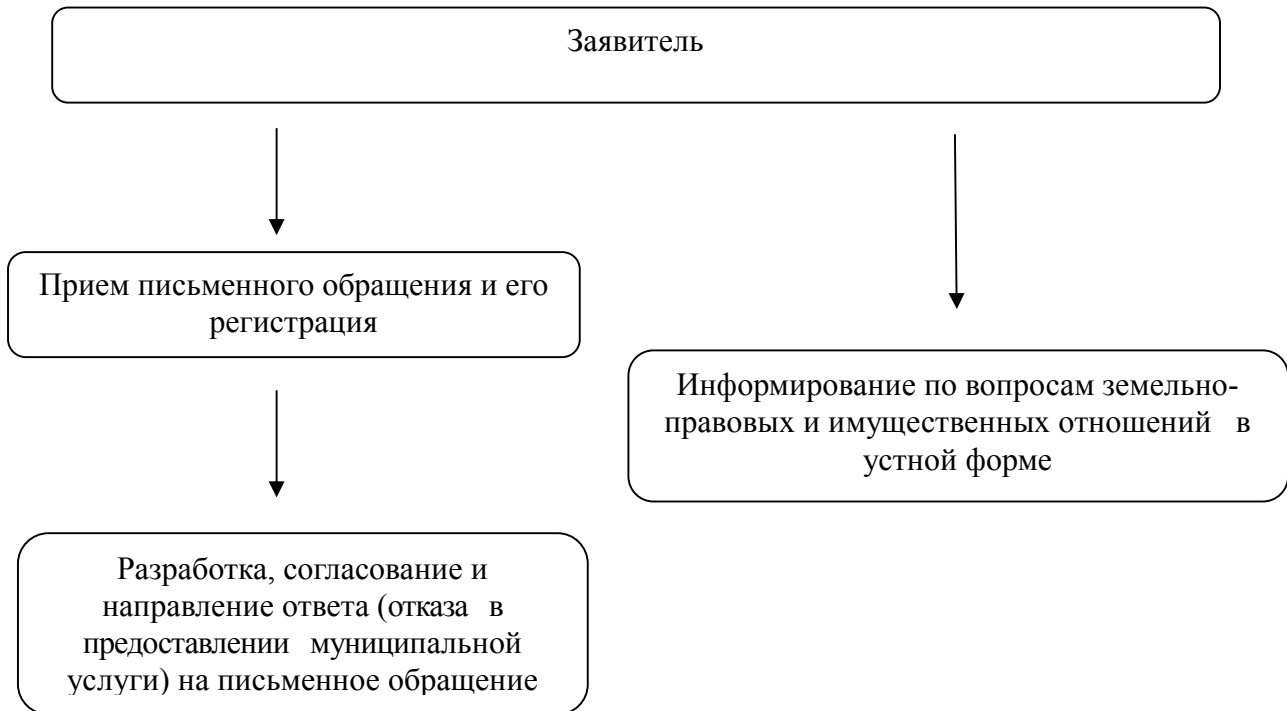 Заявитель
Прием письменного обращения и его
регистрация
Информирование по вопросам земельно-
правовых и имущественных отношений в
устной форме
Разработка, согласование и
направление ответа (отказа в
предоставлении муниципальной
услуги) на письменное обращение